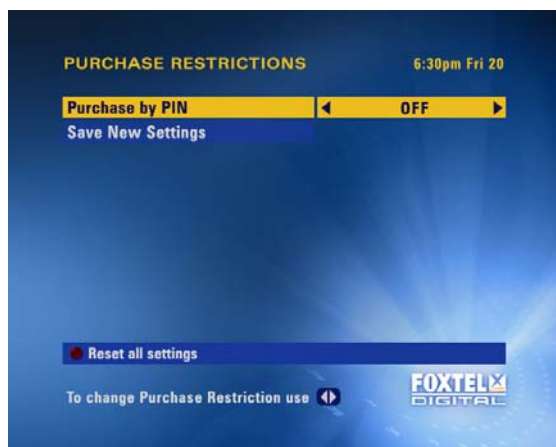 PURCHASE RESTRICTIONS 6:30pm Fri 20
Purchase by PIN OFF
Save New Settings
Reset all settings
To change Purchase Restriction use
FOXTEL
DIGITAL